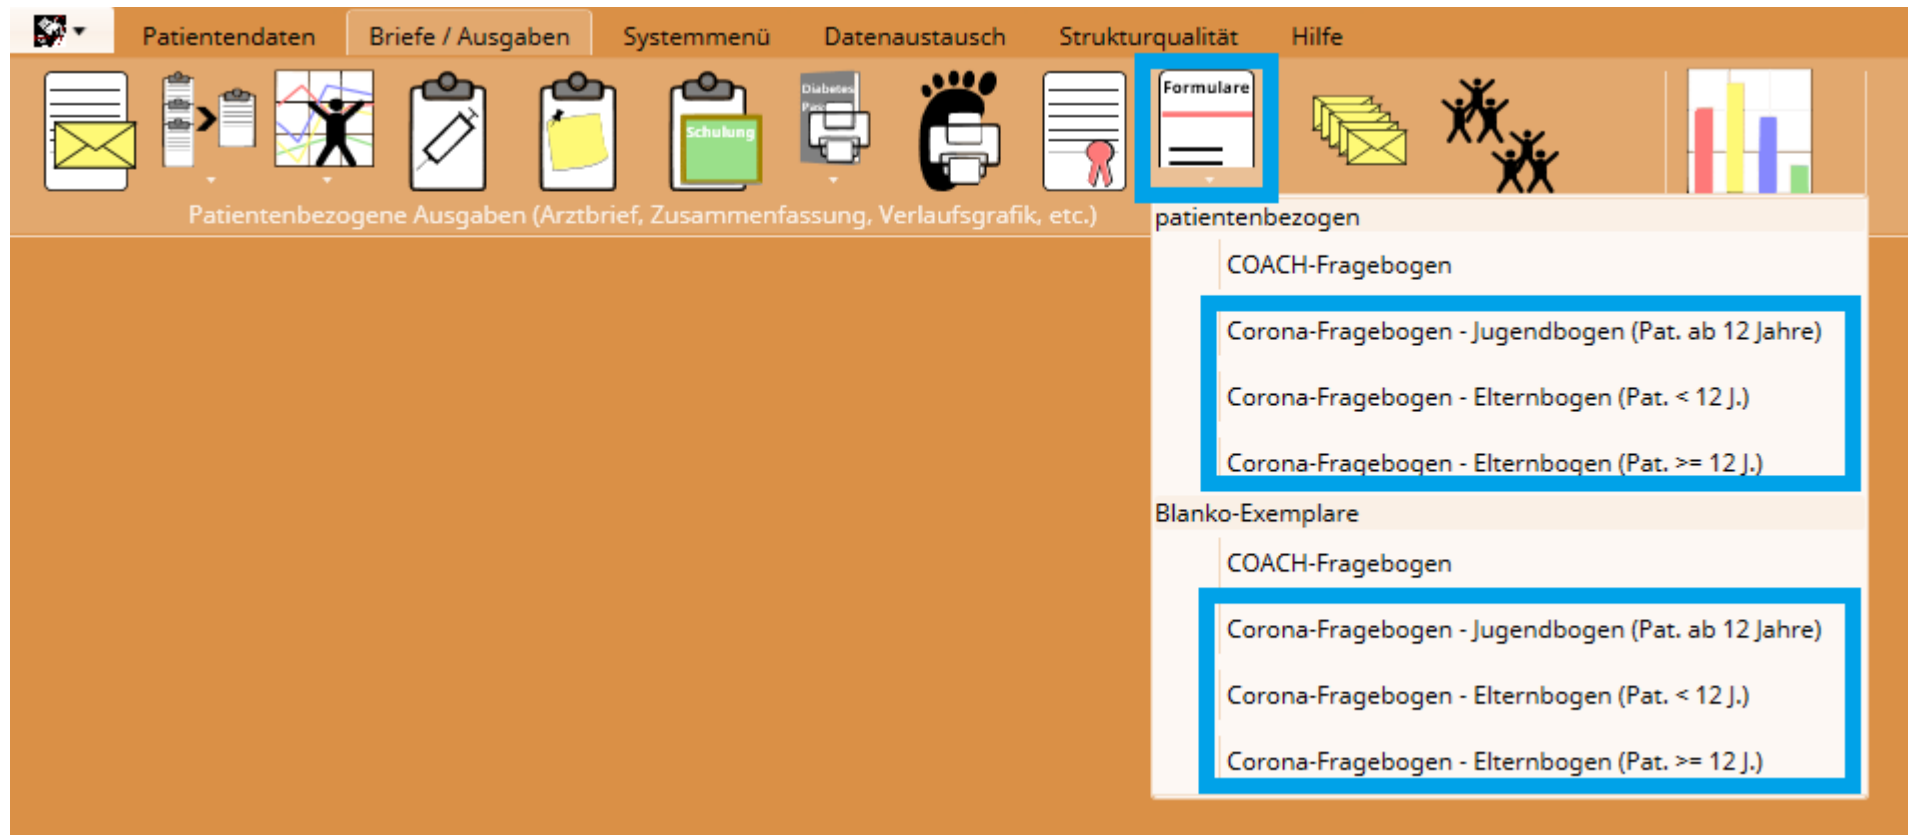 Patientendaten Briefe / Ausgaben Systemmenü Datenaustausch Strukturqualität Hilfe
Diabetes
Pass
Schulung
Formulare
Patientenbezogene Ausgaben (Arztbrief, Zusammenfassung, Verlaufsgrafik, etc.)
patientenbezogen
COACH-Fragebogen
Corona-Fragebogen - Jugendbogen (Pat. ab 12 Jahre)
Corona-Fragebogen - Elternbogen (Pat. < 12 J.)
Corona-Fragebogen - Elternbogen (Pat. >= 12 J.)
Blanko-Exemplare
COACH-Fragebogen
Corona-Fragebogen - Jugendbogen (Pat. ab 12 Jahre)
Corona-Fragebogen - Elternbogen (Pat. < 12 J.)
Corona-Fragebogen - Elternbogen (Pat. >= 12 J.)